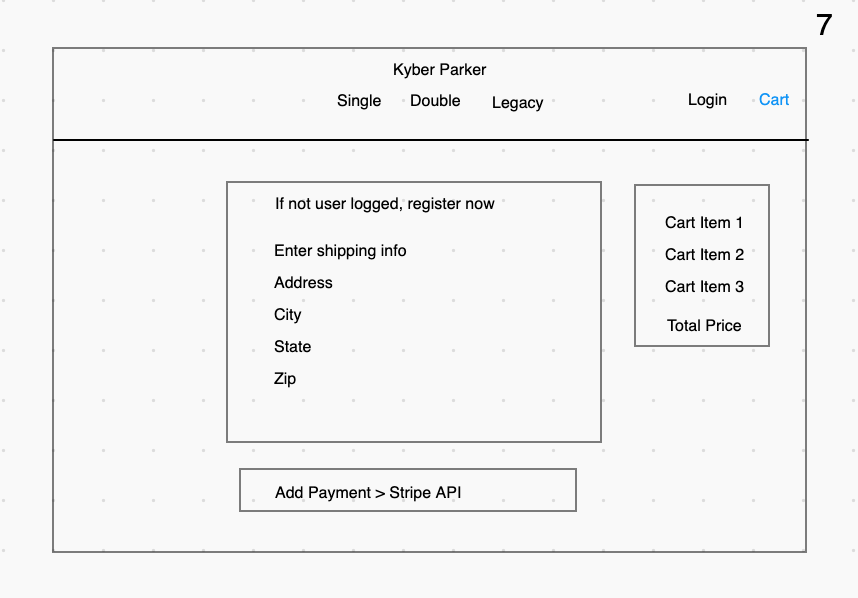 7
Kyber Parker
Single Double Legacy Login Cart
If not user logged, register now
Enter shipping info
Address
City
State
Zip
Cart Item 1
Cart Item 2
Cart Item 3
Total Price
Add Payment > Stripe API